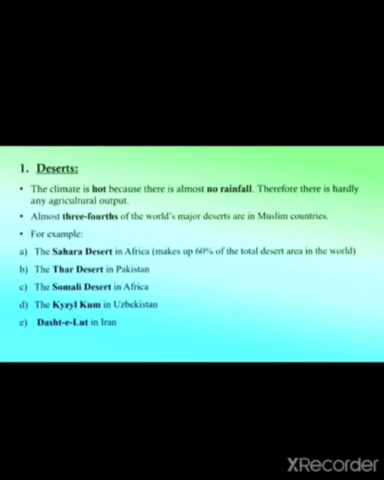 1. Deserts:
• The climate is hot because there is almost no rainfall. Therefore there is hardly
any agricultural output.
• Almost three-fourths of the world's major deserts are in Muslim countries.
• For example:
a) The Sahara Desert in Africa (makes up 60% of the total desert area in the world)
b) The Thar Desert in Pakistan
c) The Somali Desert in Africa
d) The Kyzyl Kum in Uzbekistan
e) Dasht-e-Lut in Iran
XRecorder